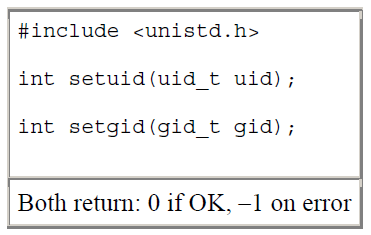 #include <unistd.h>
int setuid(uid_t uid);
int setgid(gid_t gid);
Both return: 0 if OK, –1 on error